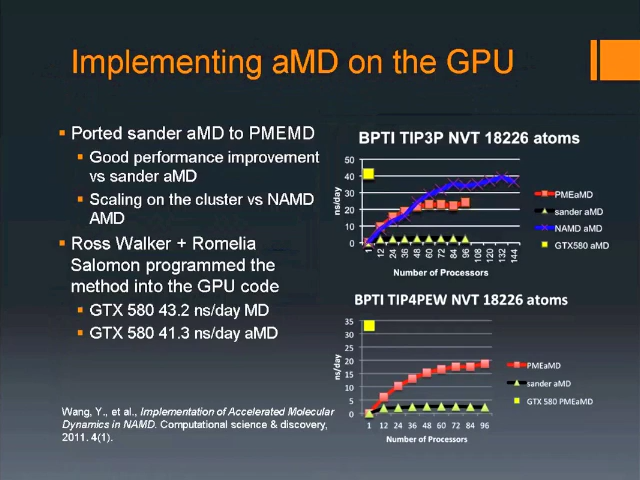 Implementing aMD on the GPU
Ported sander aMD to PMEMD
Good performance improvement
vs sander aMD
Scaling on the cluster vs NAMD
AMD
Ross Walker + Romelia
Salomon programmed the
method into the GPU code
GTX 580 43.2 ns/day MD
GTX 580 41.3 ns/day aMD
Wang, Y., et al., Implementation of Accelerated Molecular
Dynamics in NAMD. Computational science & discovery,
2011. 4(1).
BPTI TIP3P NVT 18226 atoms
ns/day
50
40
30
20
10
0
1 12 24 36 48 60 72 84 96 108 120 132 144
Number of Processors
PMEaMD
sander aMD
NAMD aMD
GTX580 aMD
BPTI TIP4PEW NVT 18226 atoms
ns/day
35
30
25
20
15
10
5
0
1 12 24 36 48 60 72 84 96
Number of Processors
PMEaMD
sander aMD
GTX 580 PMEaMD